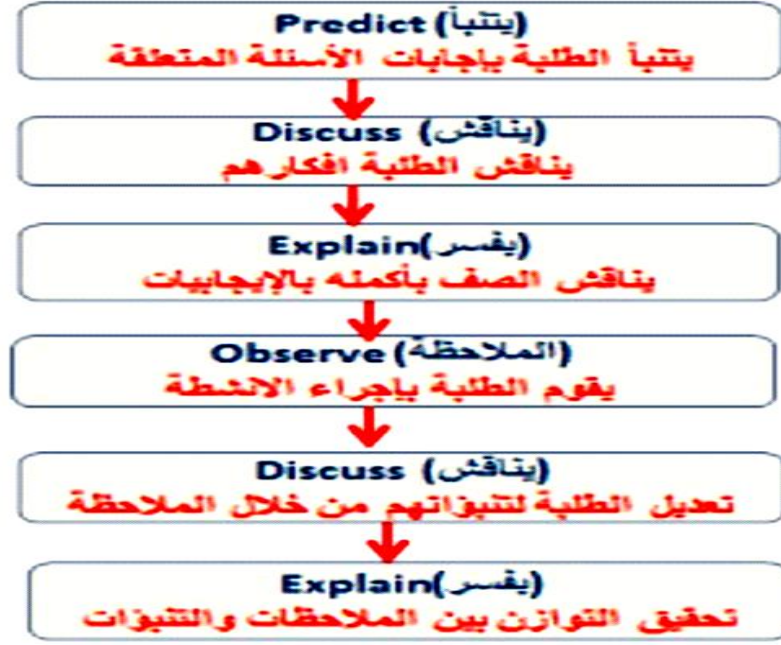 Predict (يتنبأ)
يتنبأ الطلبة بإجابات الأسئلة المتعلقة
Discuss (يناقش)
يناقش الطلبة افكارهم
Explain(يفسر)
يناقش الصف بأكمله بالإيجابيات
Observe (الملاحظة)
يقوم الطلبة بإجراء الانشطة
Discuss (يناقش)
تعديل الطلبة لتنبؤاتهم من خلال الملاحظة
Explain(يفسر)
تحقيق التوازن بين الملاحظات والتنبؤات